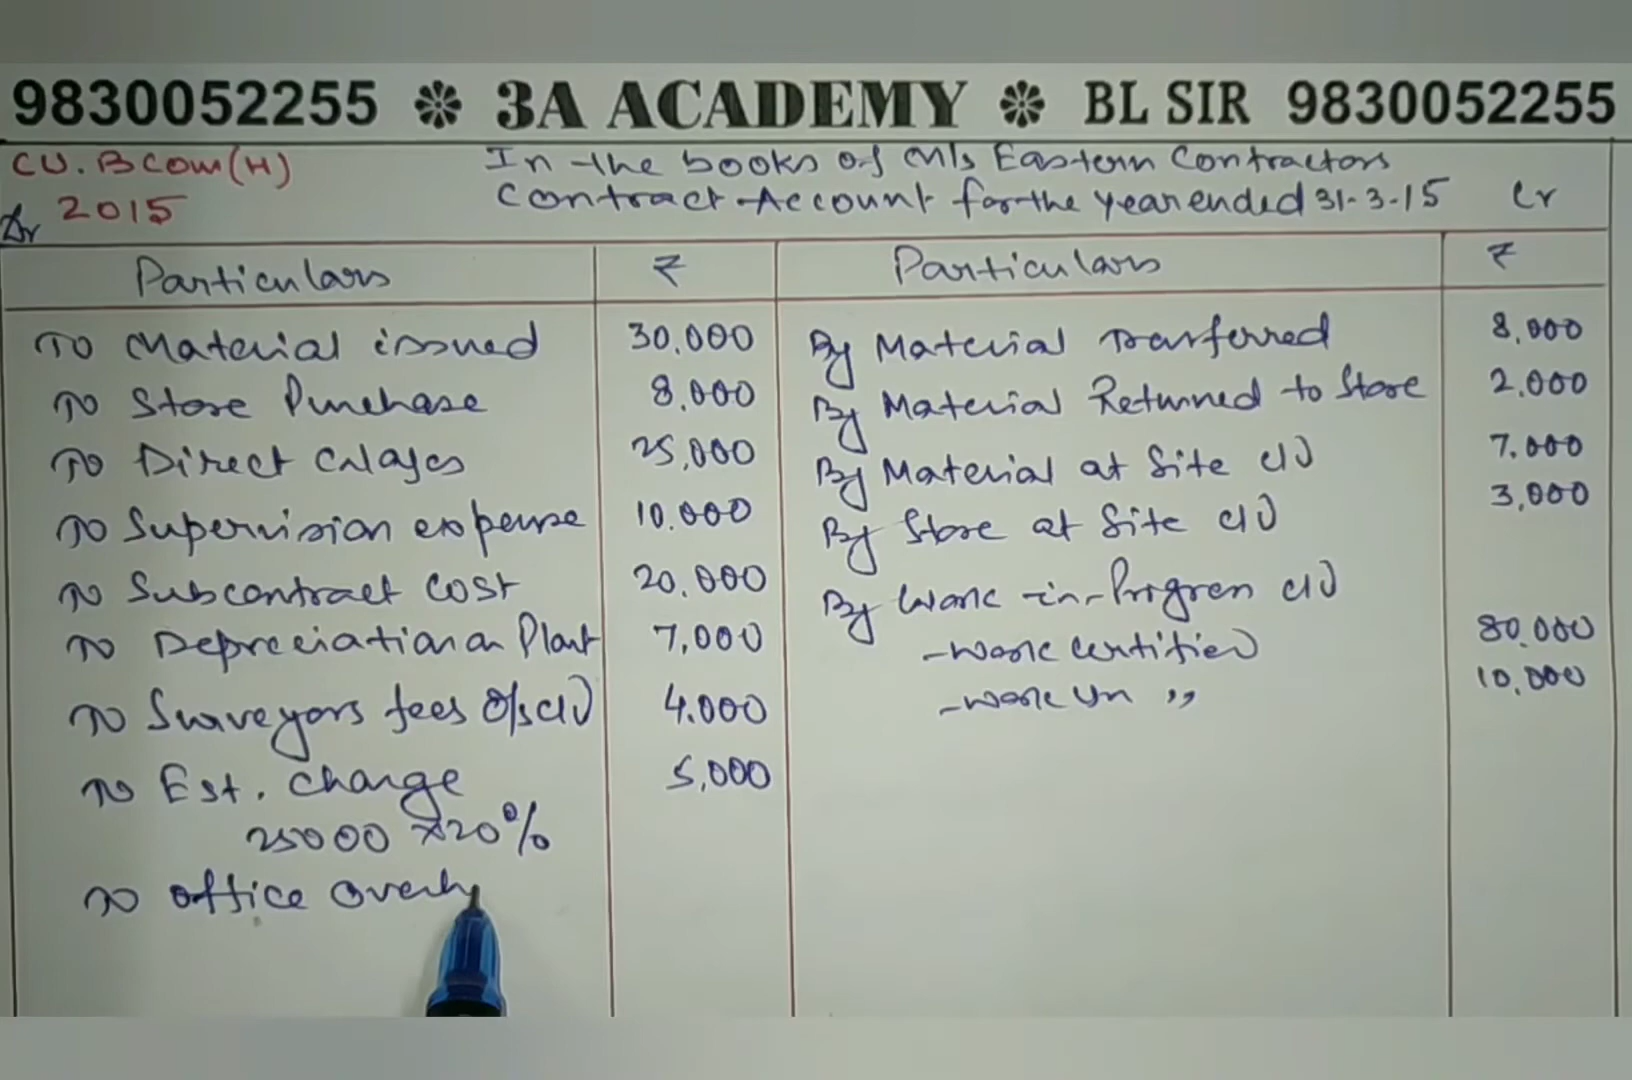 9830052255 ❋ 3A ACADEMY ❋ BL SIR 9830052255
CU. BCom(H)
2015
In the books of M/s Eastern Contractors
Contract Account for the year ended 31-3-15
Dr
Cr
Particulars ₹ Particulars ₹
To Material issued 30,000
To Store Purchase 8,000
To Direct Wages 25,000
To Supervision expense 10,000
To Subcontract Cost 20,000
To Depreciation on Plant 7,000
To Surveyors fees O/s c/d 4,000
To Est. Charge 5,000
25000 x 20%
To Office Overh
By Material Transferred 8,000
By Material Returned to Store 2,000
By Material at Site c/d 7,000
By Store at Site c/d 3,000
By Work-in-Progress c/d
-Work Certified 80,000
-Work Un ,, 10,000